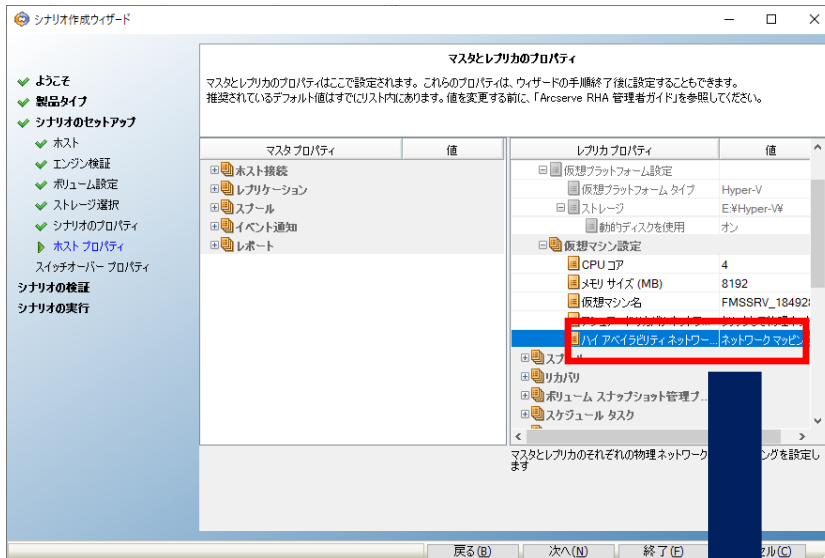 シナリオ作成ウィザード
マスタとレプリカのプロパティ
マスタとレプリカのプロパティはここで設定されます。これらのプロパティは、ウィザードの手順終了後に設定することもできます。
推奨されているデフォルト値はすでにリスト内にあります。値を変更する前に、「Arcserve RHA 管理者ガイド」を参照してください。
ようこそ
製品タイプ
シナリオのセットアップ
ホスト
エンジン検証
ボリューム設定
ストレージ選択
シナリオのプロパティ
ホスト プロパティ
スイッチオーバー プロパティ
シナリオの検証
シナリオの実行
マスタ プロパティ 値
ホスト接続
レプリケーション
スプール
イベント通知
レポート
レプリカ プロパティ 値
仮想プラットフォーム設定
仮想プラットフォーム タイプ Hyper-V
ストレージ E:¥Hyper-V¥
動的ディスクを使用 オン
仮想マシン設定
CPU コア 4
メモリ サイズ (MB) 8192
仮想マシン名 FMSSRV_18492
ハイ アベイラビリティ ネットワー... ネットワーク マッピン
リカバリ
ボリューム スナップショット管理プ...
スケジュール タスク
マスタとレプリカのそれぞれの物理ネットワーク ングを設定し
ます
戻る(B) 次へ(N) 終了(F) セル(C)